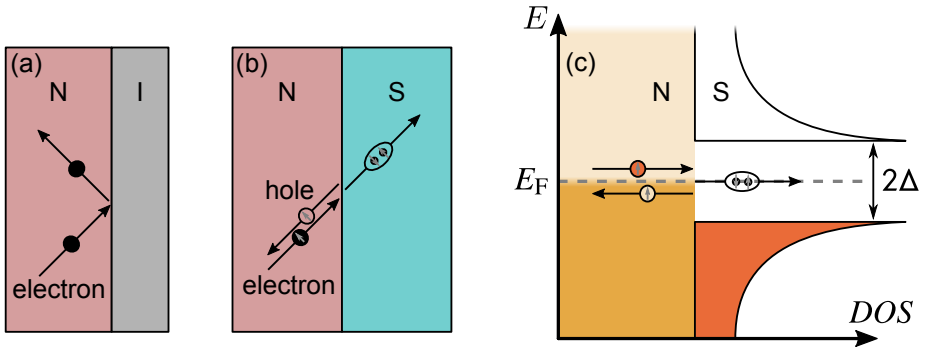 (a)
N
I
electron
(b)
N
S
hole
electron
E
(c)
N
S
E_F
2Δ
DOS